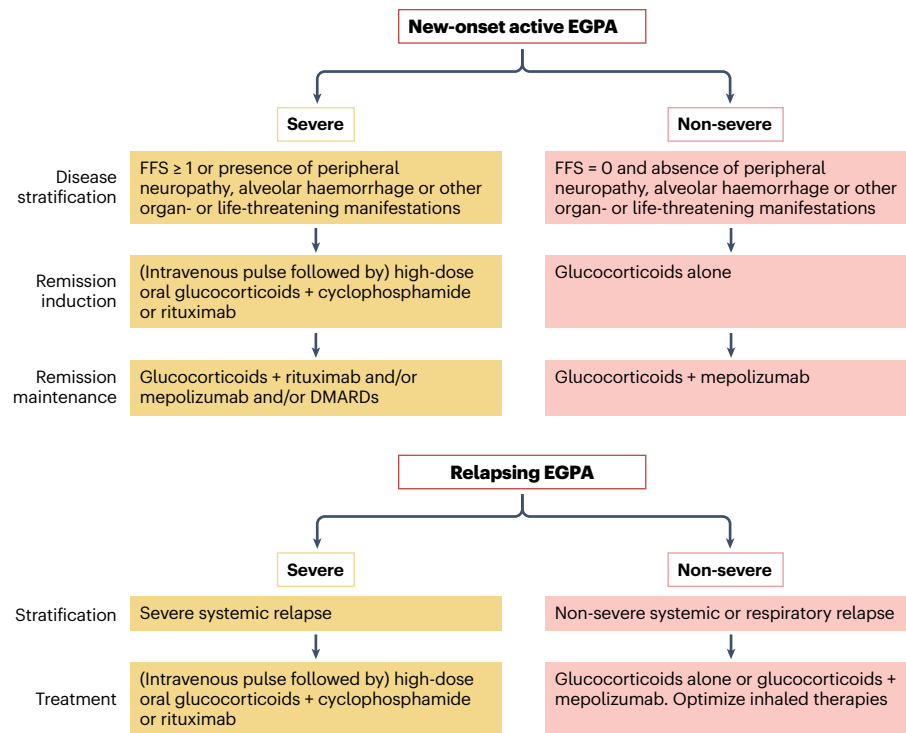 New-onset active EGPA
Severe
Non-severe
Disease
stratification
FFS ≥ 1 or presence of peripheral
neuropathy, alveolar haemorrhage or other
organ- or life-threatening manifestations
FFS = 0 and absence of peripheral
neuropathy, alveolar haemorrhage or other
organ- or life-threatening manifestations
Remission
induction
(Intravenous pulse followed by) high-dose
oral glucocorticoids + cyclophosphamide
or rituximab
Glucocorticoids alone
Remission
maintenance
Glucocorticoids + rituximab and/or
mepolizumab and/or DMARDs
Glucocorticoids + mepolizumab
Relapsing EGPA
Severe
Non-severe
Stratification
Severe systemic relapse
Non-severe systemic or respiratory relapse
Treatment
(Intravenous pulse followed by) high-dose
oral glucocorticoids + cyclophosphamide
or rituximab
Glucocorticoids alone or glucocorticoids +
mepolizumab. Optimize inhaled therapies